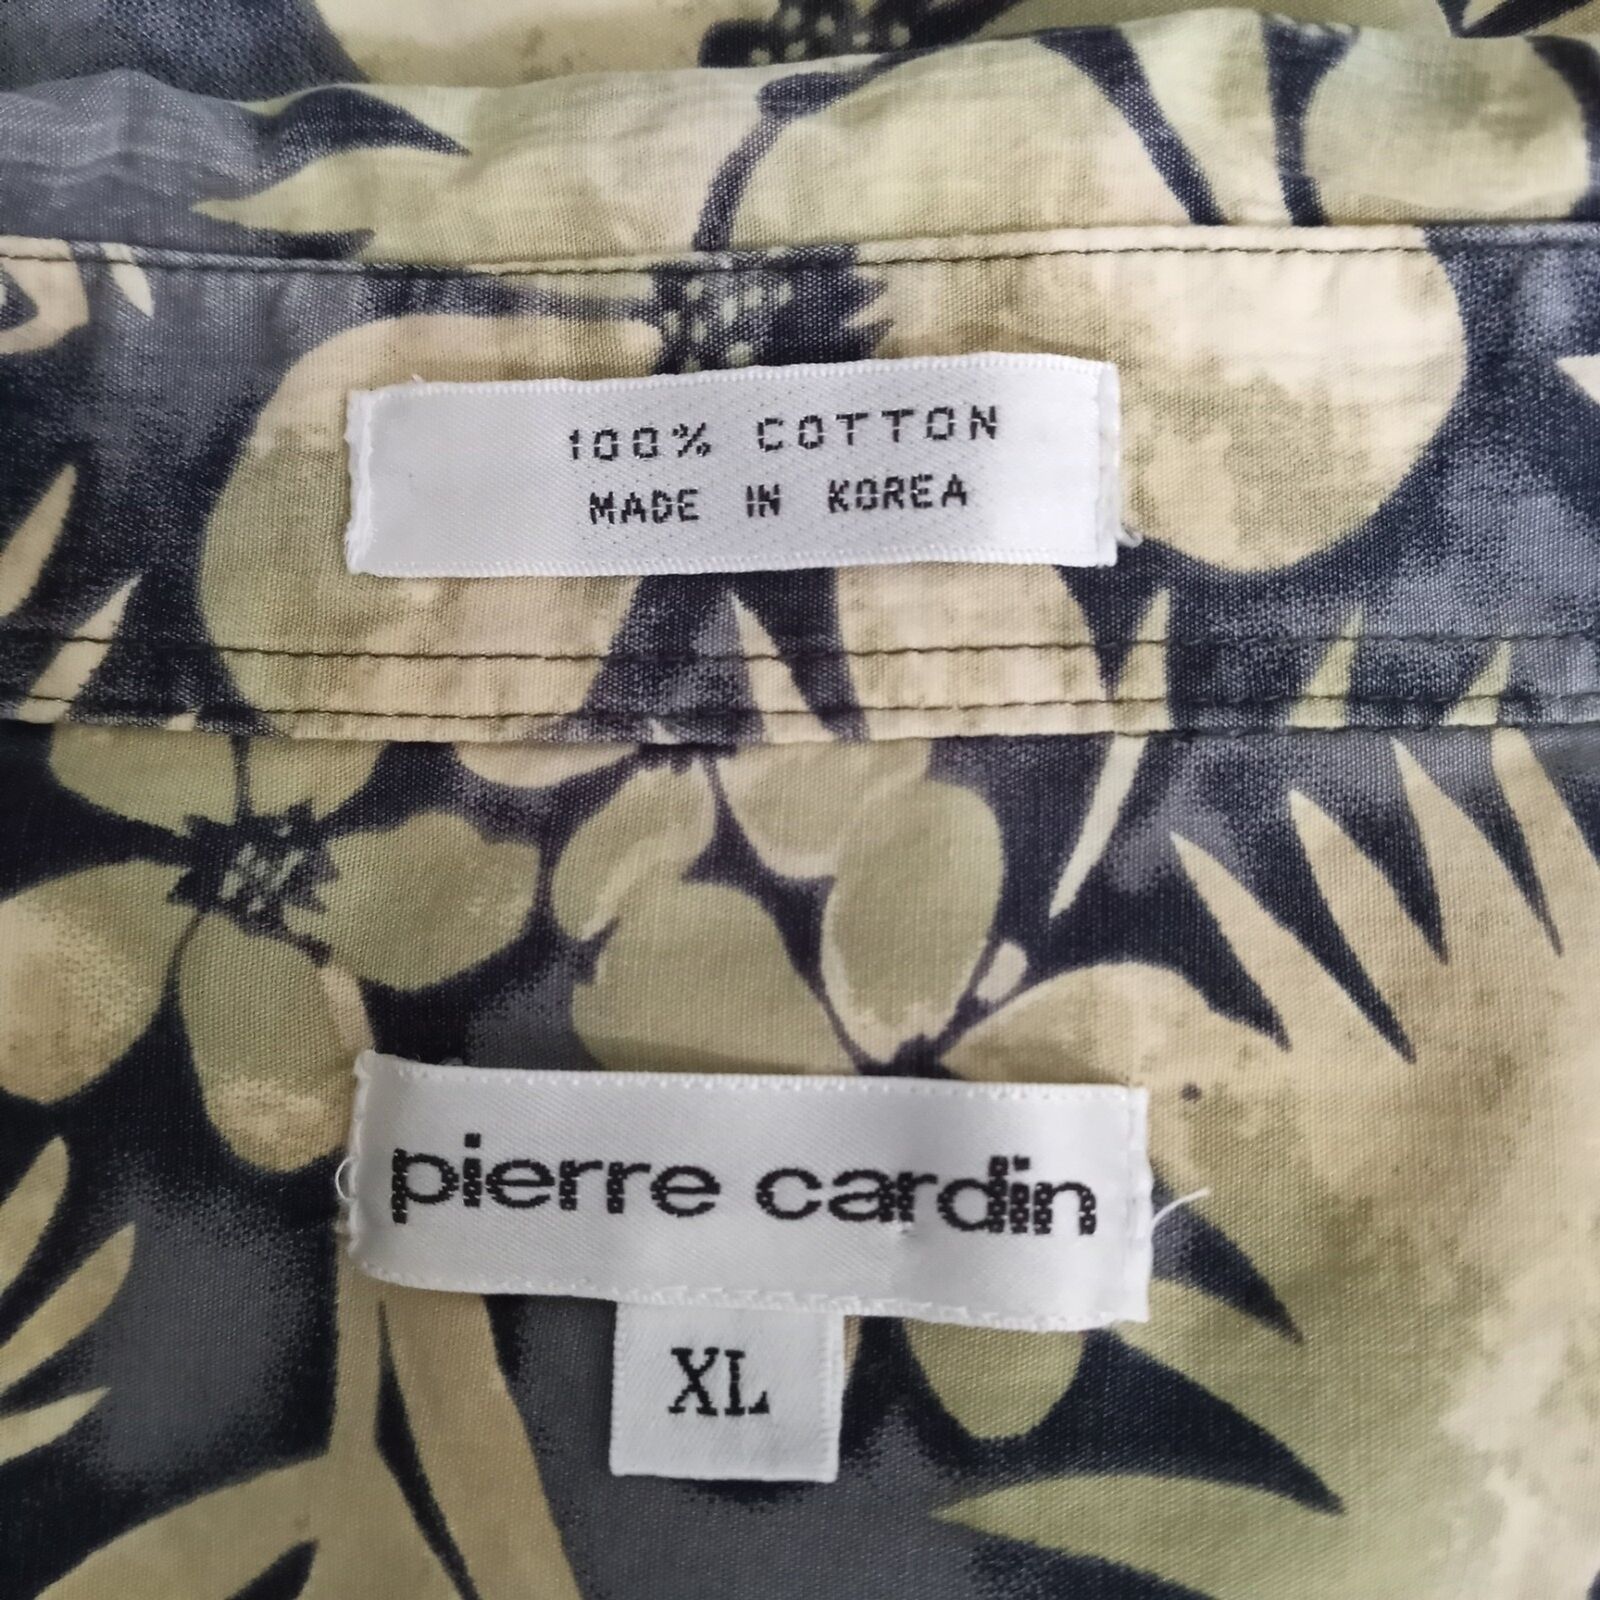 100% COTTON
MADE IN KOREA
pierre cardin
XL